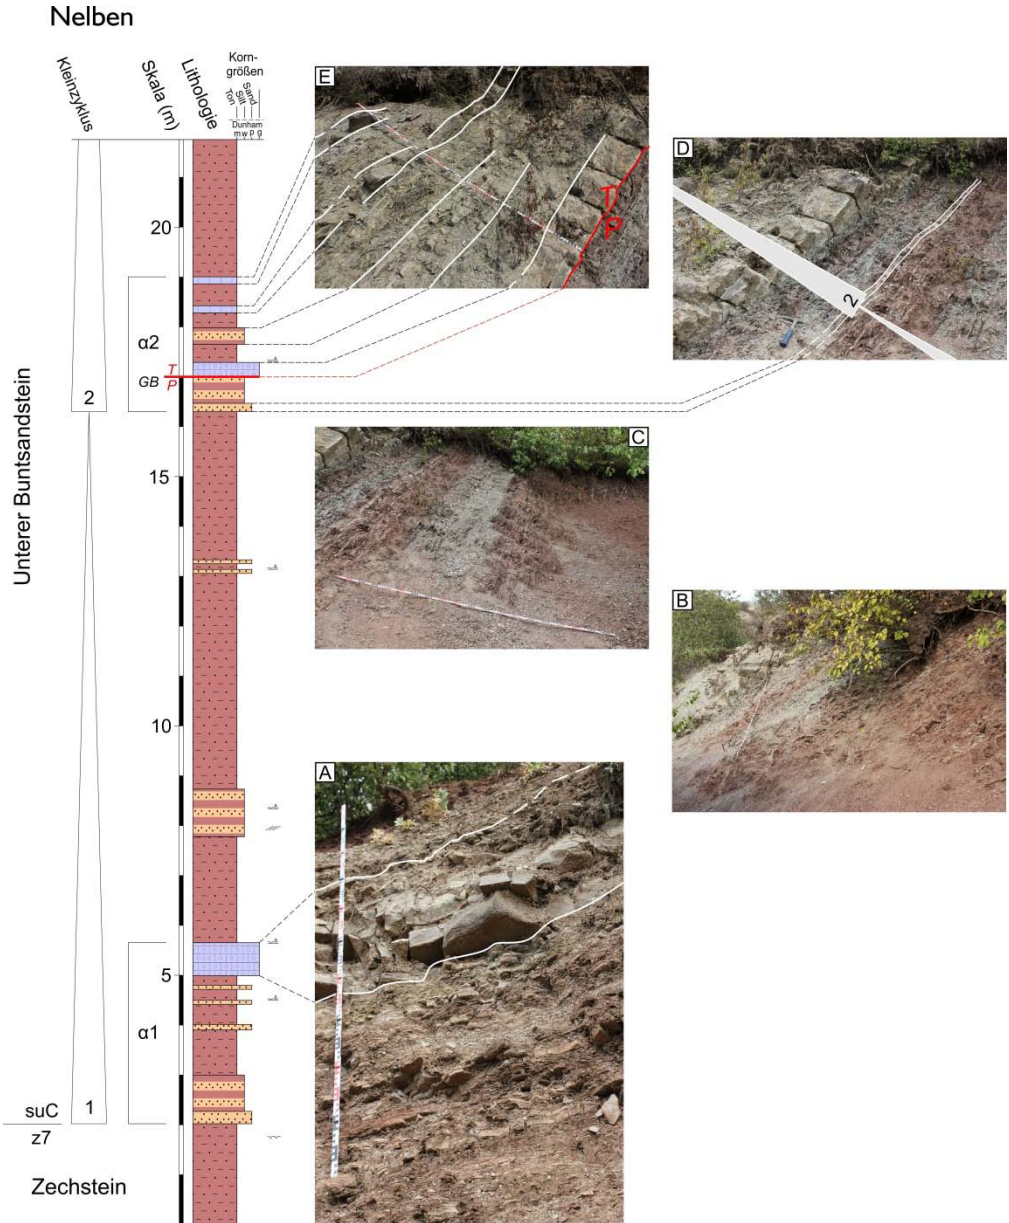 Nelben
Kleinzyklus
Skala (m)
Lithologie
Korn-
größen
Ton
Silt
Sand
Dunham
m w p g
E
T
P
D
2
20
α2
T
GB
P
2
C
15
Unterer Buntsandstein
B
10
A
5
α1
suC
1
z7
Zechstein